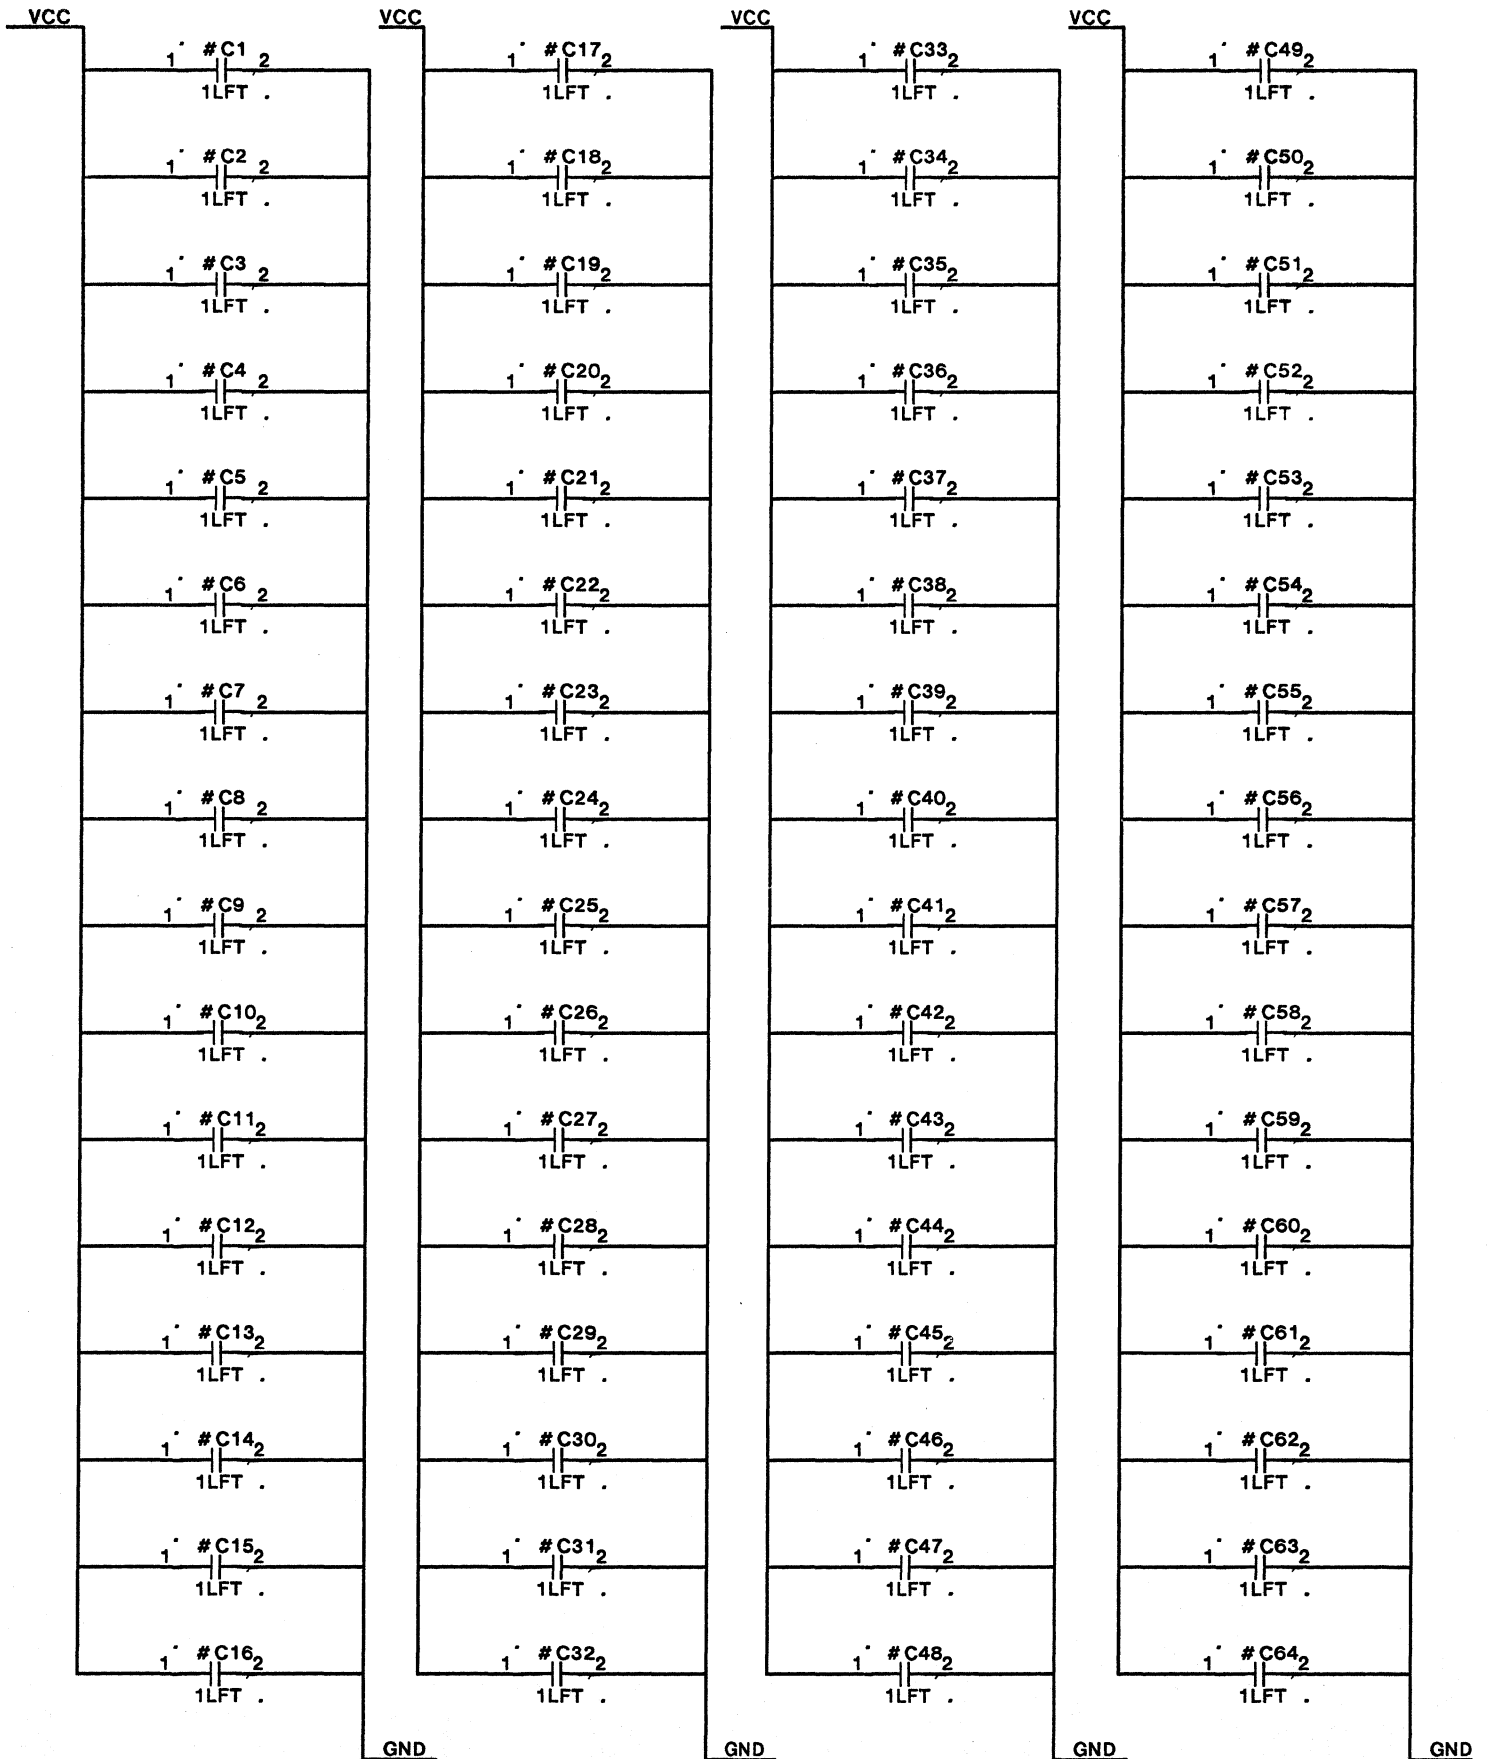 VCC VCC VCC VCC
1 #C1 2 1 #C17 2 1 #C33 2 1 #C49 2
1LFT . 1LFT . 1LFT . 1LFT .
1 #C2 2 1 #C18 2 1 #C34 2 1 #C50 2
1LFT . 1LFT . 1LFT . 1LFT .
1 #C3 2 1 #C19 2 1 #C35 2 1 #C51 2
1LFT . 1LFT . 1LFT . 1LFT .
1 #C4 2 1 #C20 2 1 #C36 2 1 #C52 2
1LFT . 1LFT . 1LFT . 1LFT .
1 #C5 2 1 #C21 2 1 #C37 2 1 #C53 2
1LFT . 1LFT . 1LFT . 1LFT .
1 #C6 2 1 #C22 2 1 #C38 2 1 #C54 2
1LFT . 1LFT . 1LFT . 1LFT .
1 #C7 2 1 #C23 2 1 #C39 2 1 #C55 2
1LFT . 1LFT . 1LFT . 1LFT .
1 #C8 2 1 #C24 2 1 #C40 2 1 #C56 2
1LFT . 1LFT . 1LFT . 1LFT .
1 #C9 2 1 #C25 2 1 #C41 2 1 #C57 2
1LFT . 1LFT . 1LFT . 1LFT .
1 #C10 2 1 #C26 2 1 #C42 2 1 #C58 2
1LFT . 1LFT . 1LFT . 1LFT .
1 #C11 2 1 #C27 2 1 #C43 2 1 #C59 2
1LFT . 1LFT . 1LFT . 1LFT .
1 #C12 2 1 #C28 2 1 #C44 2 1 #C60 2
1LFT . 1LFT . 1LFT . 1LFT .
1 #C13 2 1 #C29 2 1 #C45 2 1 #C61 2
1LFT . 1LFT . 1LFT . 1LFT .
1 #C14 2 1 #C30 2 1 #C46 2 1 #C62 2
1LFT . 1LFT . 1LFT . 1LFT .
1 #C15 2 1 #C31 2 1 #C47 2 1 #C63 2
1LFT . 1LFT . 1LFT . 1LFT .
1 #C16 2 1 #C32 2 1 #C48 2 1 #C64 2
1LFT . 1LFT . 1LFT . 1LFT .
GND GND GND GND